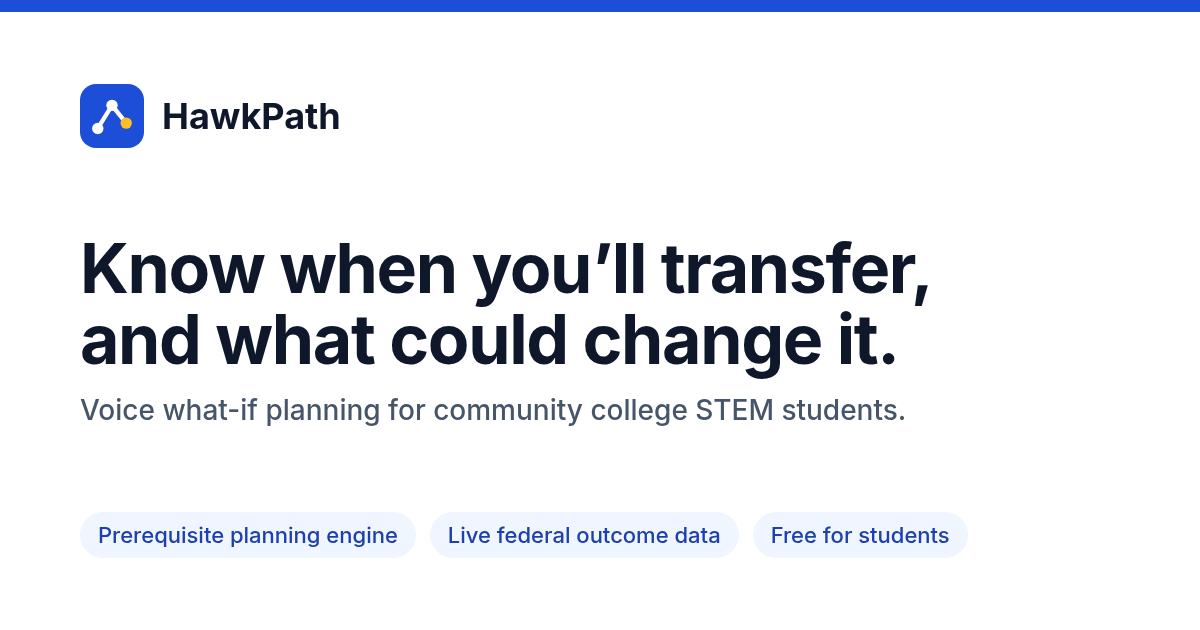 HawkPath
Know when you’ll transfer,
and what could change it.
Voice what-if planning for community college STEM students.
Prerequisite planning engine
Live federal outcome data
Free for students